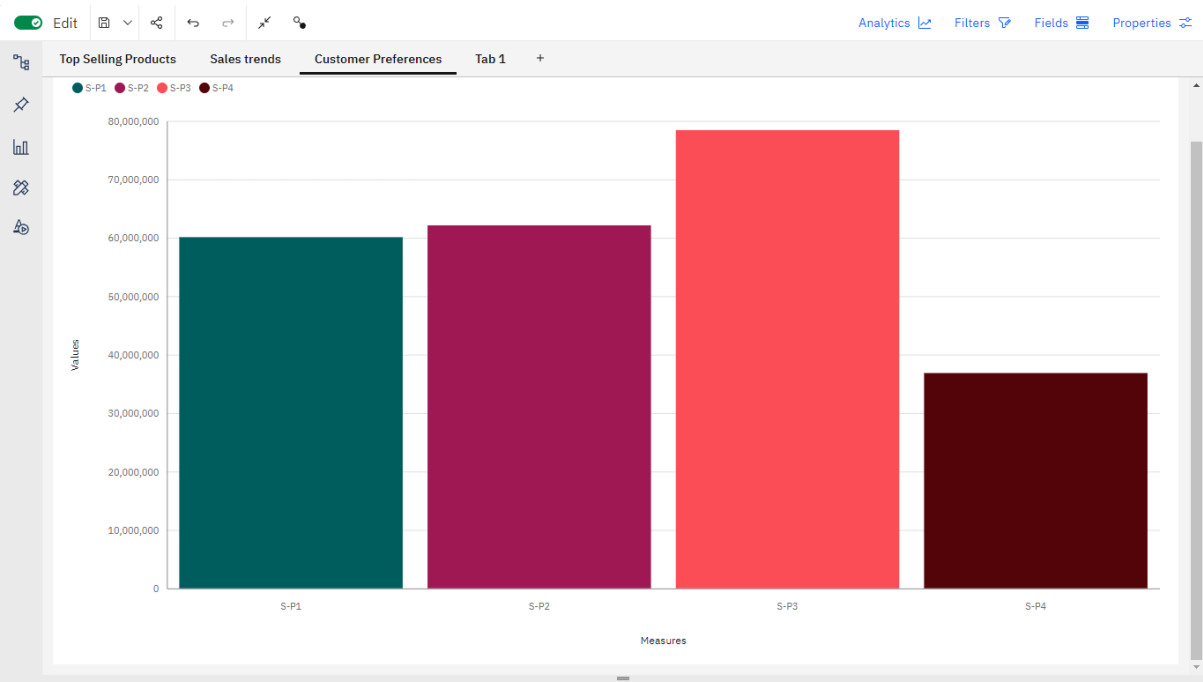 Edit
Analytics Filters Fields Properties
Top Selling Products Sales trends Customer Preferences Tab 1 +
S-P1 S-P2 S-P3 S-P4
80,000,000
70,000,000
60,000,000
50,000,000
40,000,000
30,000,000
20,000,000
10,000,000
0
Values
S-P1 S-P2 S-P3 S-P4
Measures